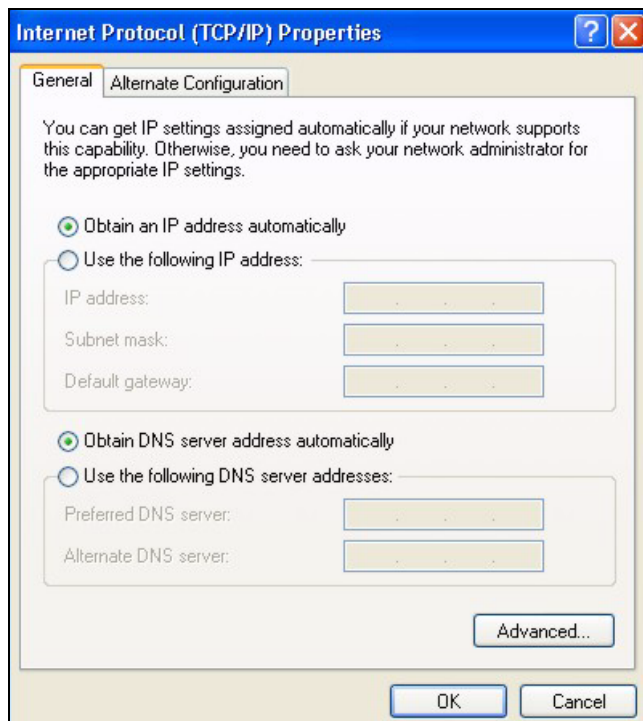 Internet Protocol (TCP/IP) Properties
General
Alternate Configuration
You can get IP settings assigned automatically if your network supports
this capability. Otherwise, you need to ask your network administrator for
the appropriate IP settings.
Obtain an IP address automatically
Use the following IP address:
IP address:
Subnet mask:
Default gateway:
Obtain DNS server address automatically
Use the following DNS server addresses:
Preferred DNS server:
Alternate DNS server:
Advanced...
OK
Cancel